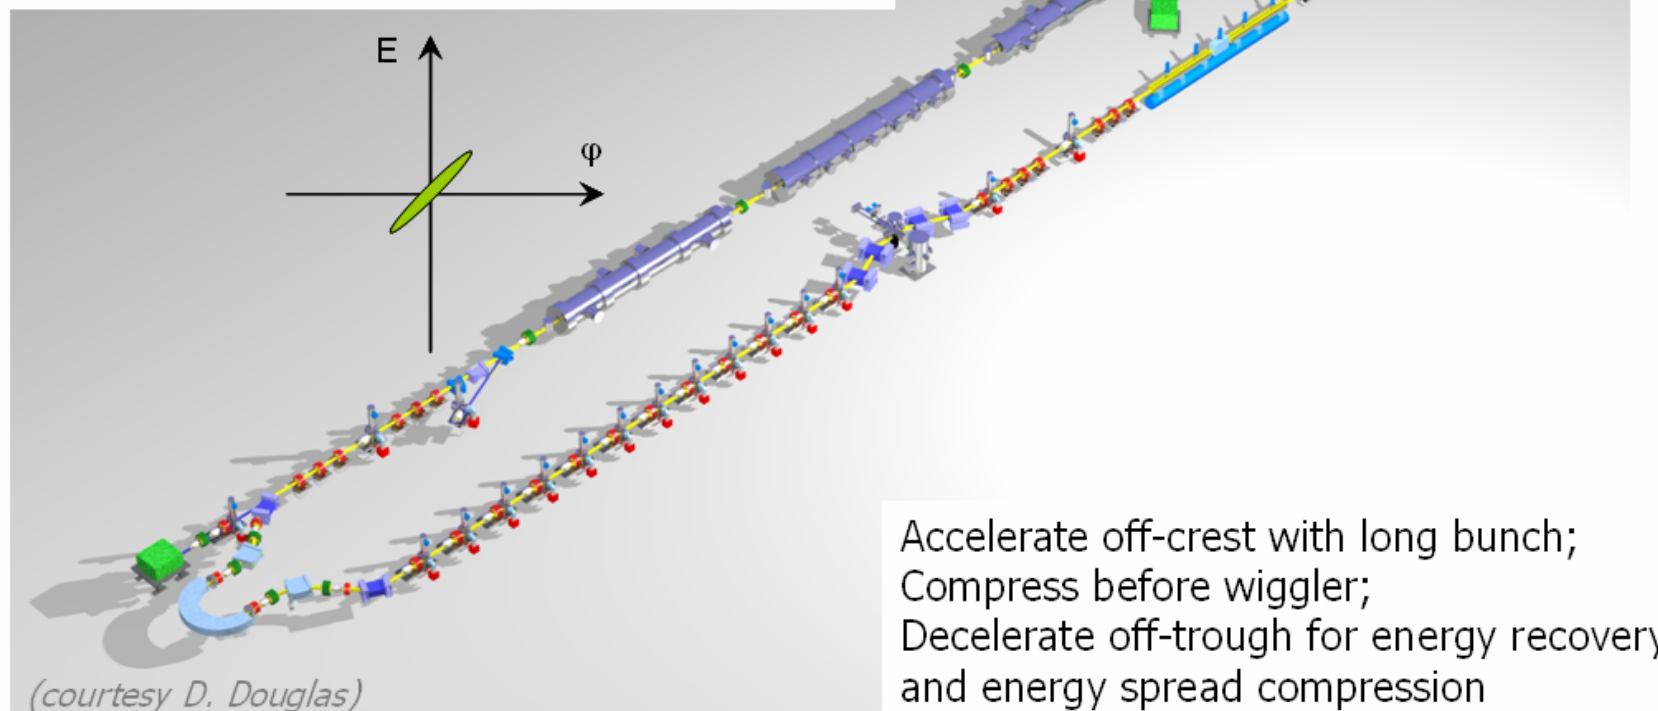 E
φ
Accelerate off-crest with long bunch;
Compress before wiggler;
Decelerate off-trough for energy recovery
and energy spread compression
(courtesy D. Douglas)